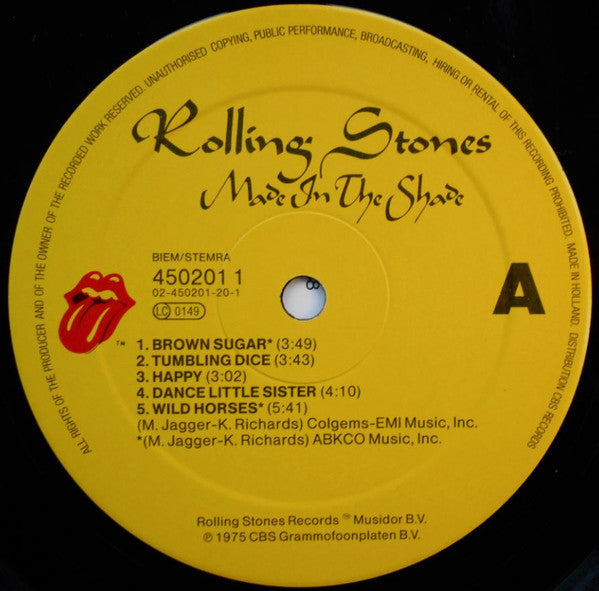 ALL RIGHTS OF THE PRODUCER AND OF THE OWNER OF THE RECORDED WORK RESERVED. UNAUTHORISED COPYING, PUBLIC PERFORMANCE, BROADCASTING, HIRING OR RENTAL OF THIS RECORDING PROHIBITED. MADE IN HOLLAND. DISTRIBUTION CBS RECORDS
Rolling Stones
Made In The Shade
BIEM/STEMRA
450201 1
02-450201-20-1
LC 0149
A
8
TM
1. BROWN SUGAR* (3:49)
2. TUMBLING DICE (3:43)
3. HAPPY (3:02)
4. DANCE LITTLE SISTER (4:10)
5. WILD HORSES* (5:41)
(M. Jagger-K. Richards) Colgems-EMI Music, Inc.
*(M. Jagger-K. Richards) ABKCO Music, Inc.
Rolling Stones Records ™ Musidor B.V.
℗ 1975 CBS Grammofoonplaten B.V.